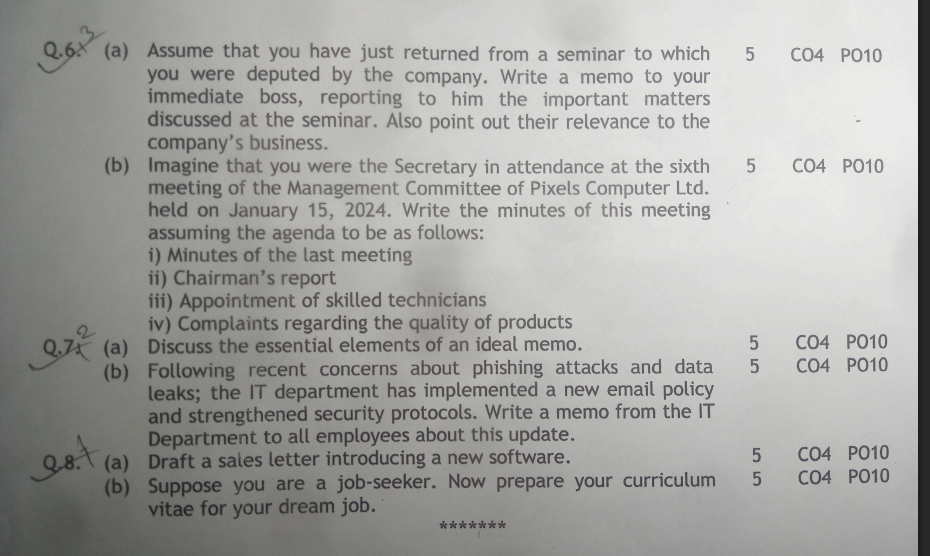 Q.6. 3 (a) Assume that you have just returned from a seminar to which 5 CO4 PO10
you were deputed by the company. Write a memo to your
immediate boss, reporting to him the important matters
discussed at the seminar. Also point out their relevance to the
company's business.
(b) Imagine that you were the Secretary in attendance at the sixth 5 CO4 PO10
meeting of the Management Committee of Pixels Computer Ltd.
held on January 15, 2024. Write the minutes of this meeting
assuming the agenda to be as follows:
i) Minutes of the last meeting
ii) Chairman's report
iii) Appointment of skilled technicians
iv) Complaints regarding the quality of products
Q.7. 2 (a) Discuss the essential elements of an ideal memo. 5 CO4 PO10
(b) Following recent concerns about phishing attacks and data 5 CO4 PO10
leaks; the IT department has implemented a new email policy
and strengthened security protocols. Write a memo from the IT
Department to all employees about this update.
Q.8. (a) Draft a sales letter introducing a new software. 5 CO4 PO10
(b) Suppose you are a job-seeker. Now prepare your curriculum 5 CO4 PO10
vitae for your dream job.
*******